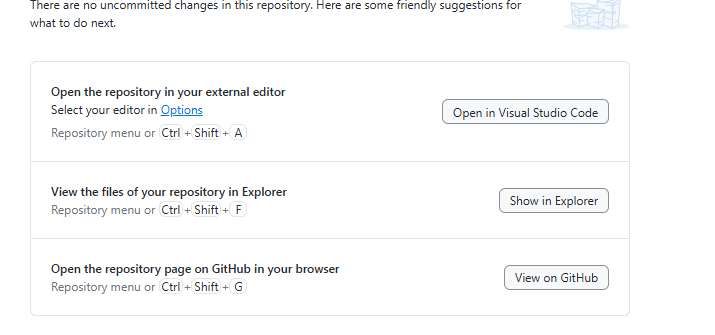 There are no uncommitted changes in this repository. Here are some friendly suggestions for
what to do next.
Open the repository in your external editor
Select your editor in Options
Repository menu or Ctrl + Shift + A
Open in Visual Studio Code
View the files of your repository in Explorer
Repository menu or Ctrl + Shift + F
Show in Explorer
Open the repository page on GitHub in your browser
Repository menu or Ctrl + Shift + G
View on GitHub